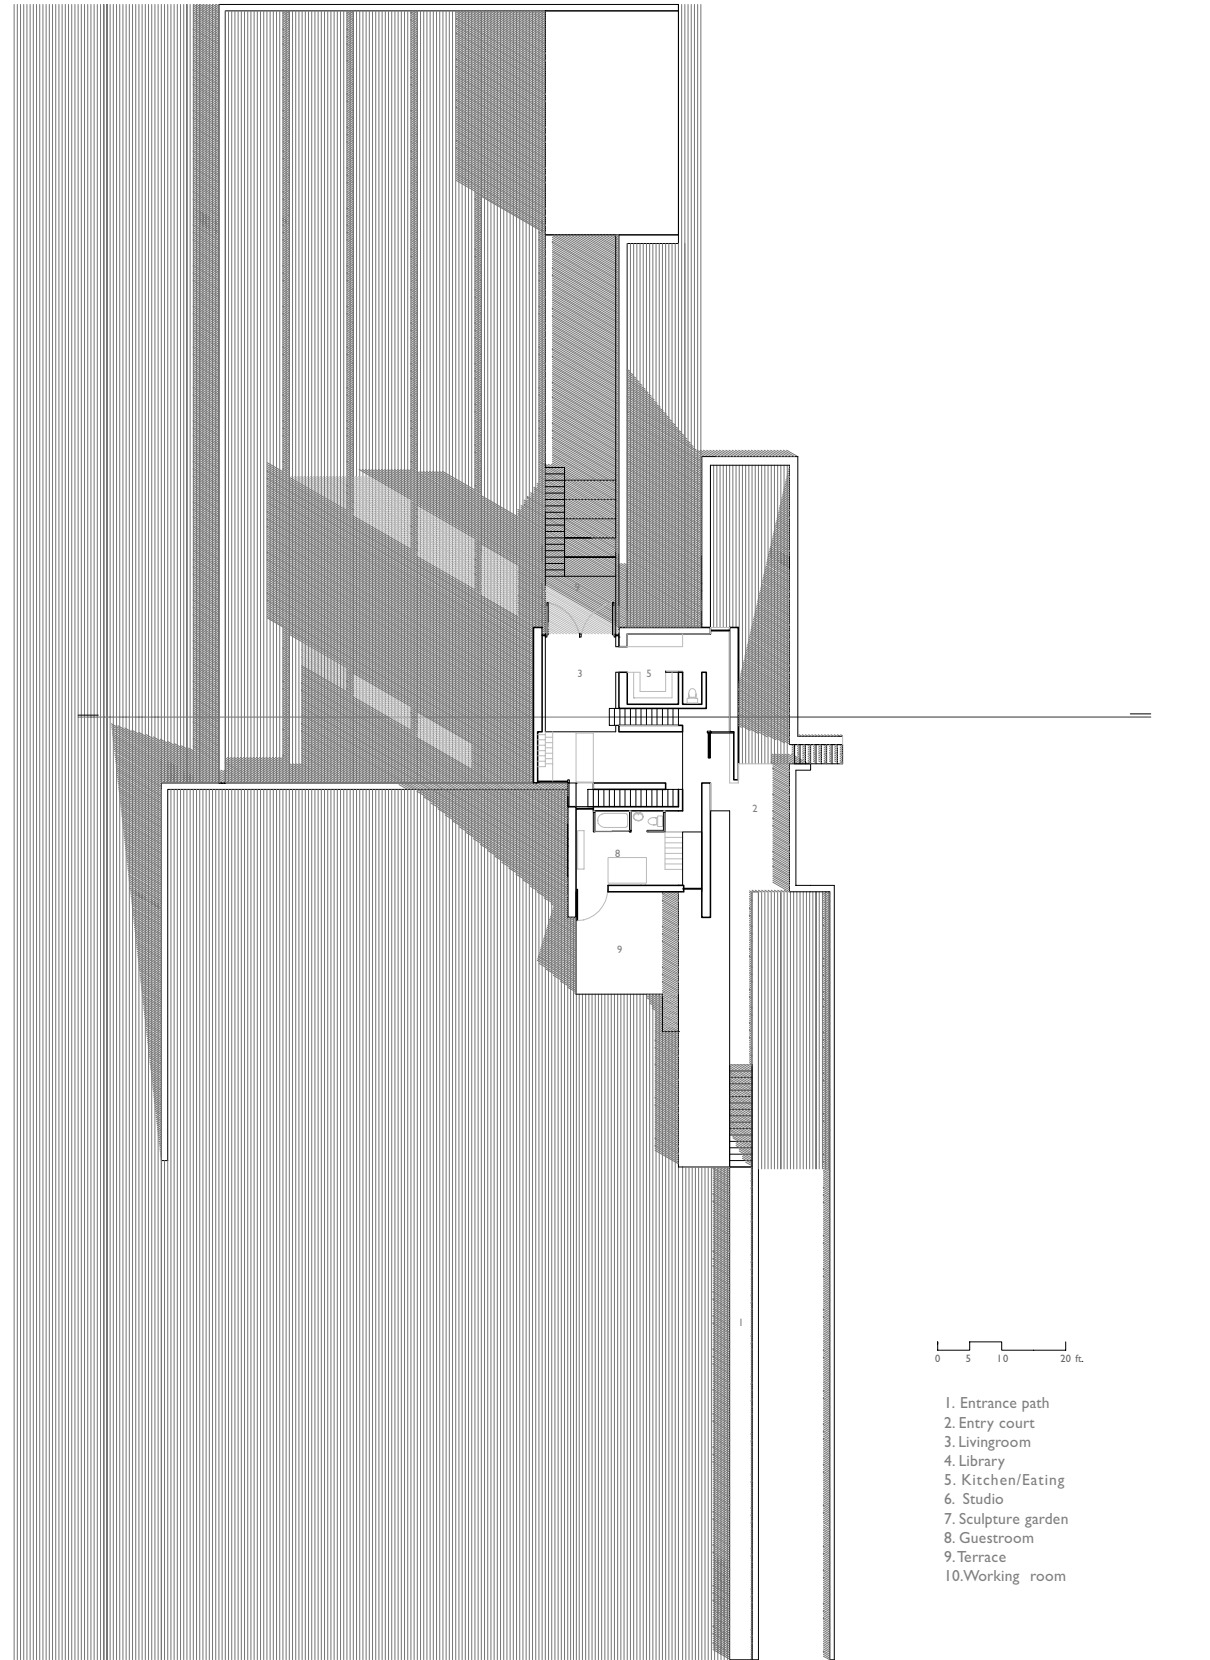 9
3
5
2
8
9
1
0 5 10 20 ft.
1. Entrance path
2. Entry court
3. Livingroom
4. Library
5. Kitchen/Eating
6. Studio
7. Sculpture garden
8. Guestroom
9. Terrace
10. Working room